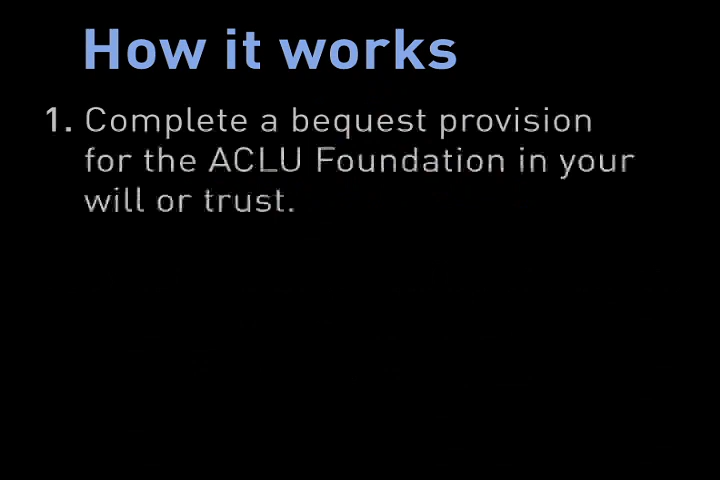 How it works
1. Complete a bequest provision
for the ACLU Foundation in your
will or trust.